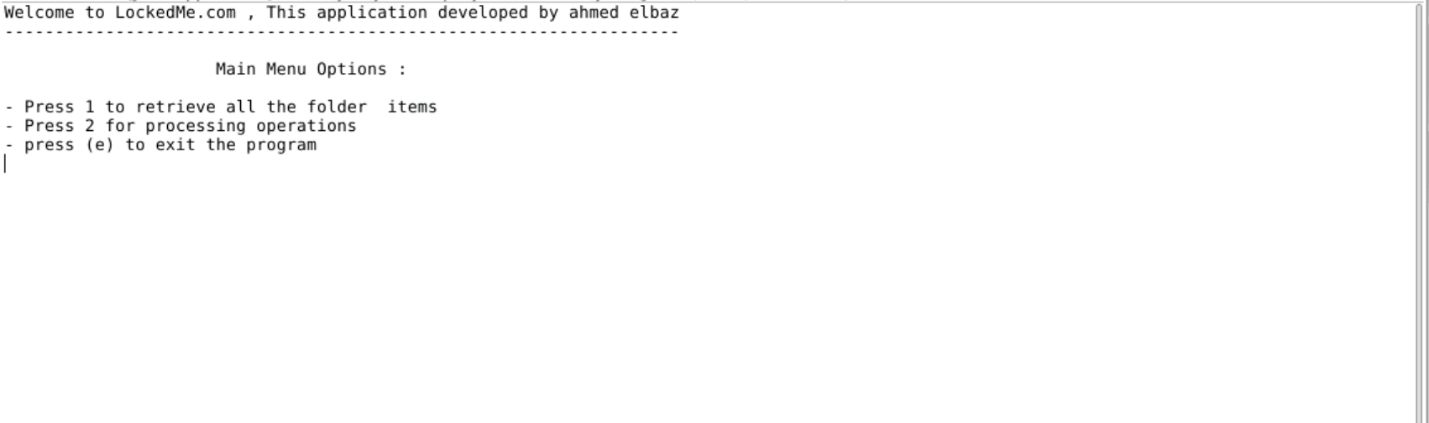 Welcome to LockedMe.com , This application developed by ahmed elbaz
-------------------------------------------------------------------
Main Menu Options :
- Press 1 to retrieve all the folder  items
- Press 2 for processing operations
- press (e) to exit the program